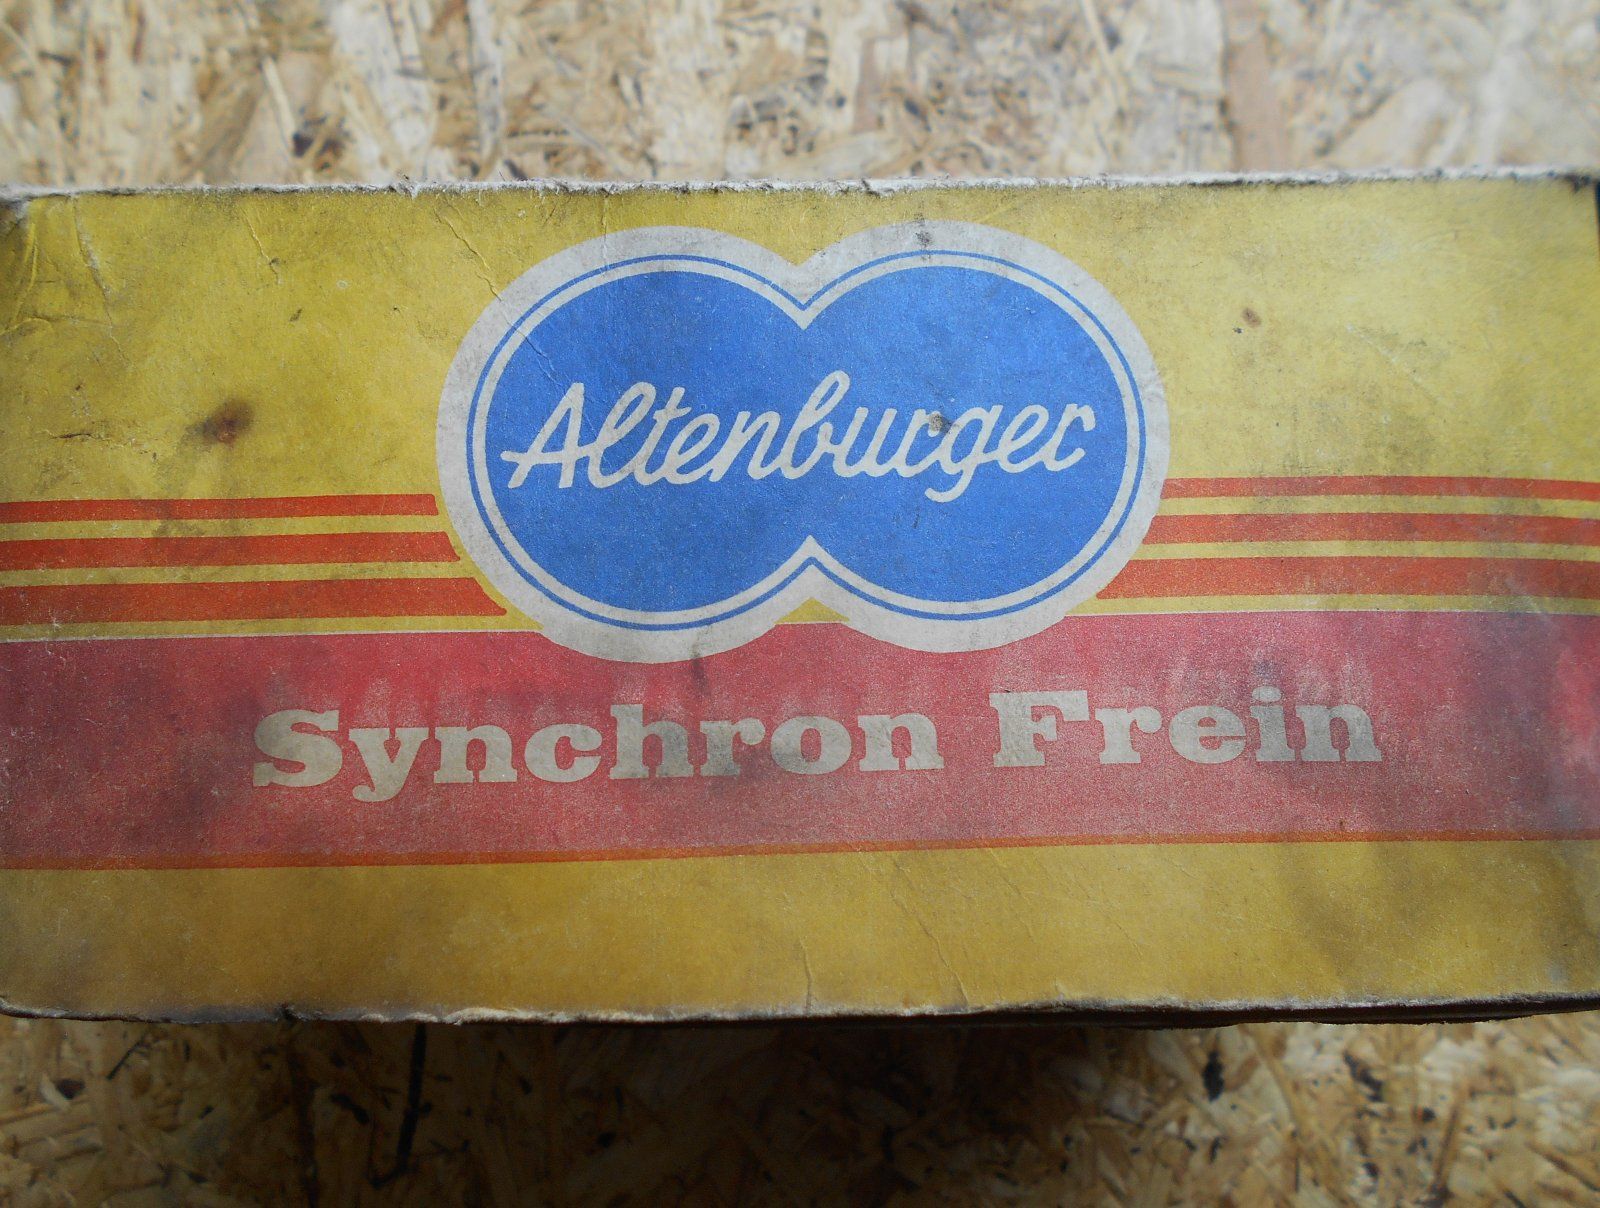 Altenburger
Synchron Frein